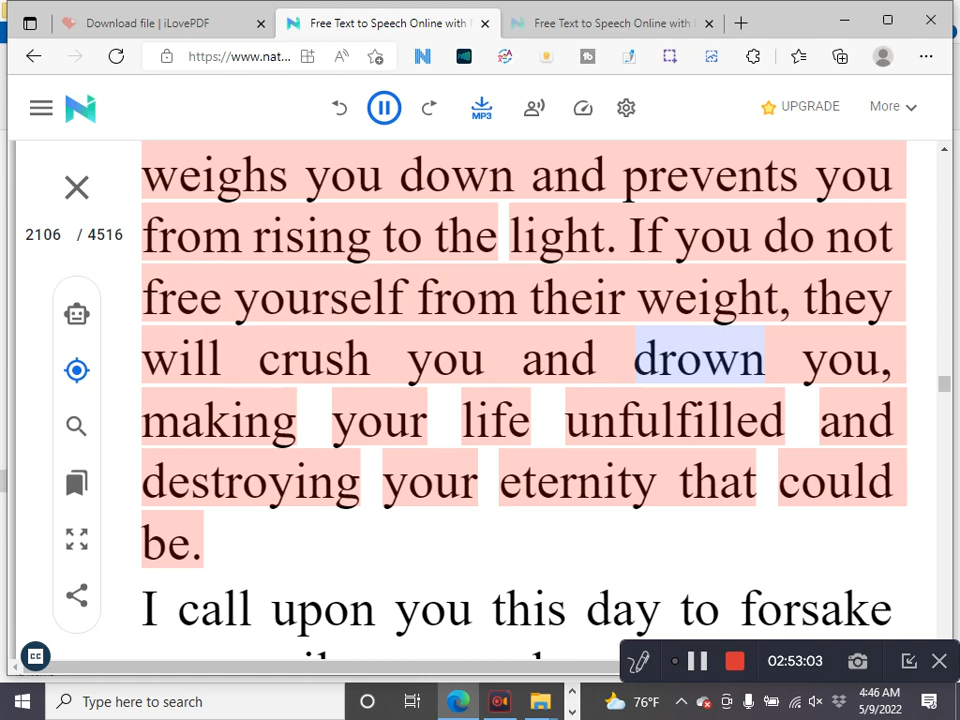 Download file | iLovePDF
Free Text to Speech Online with
Free Text to Speech Online with
https://www.nat...
UPGRADE
More
MP3
2106 / 4516
weighs you down and prevents you
from rising to the light. If you do not
free yourself from their weight, they
will crush you and drown you,
making your life unfulfilled and
destroying your eternity that could
be.
I call upon you this day to forsake
CC
02:53:03
Type here to search
76°F
4:46 AM
5/9/2022